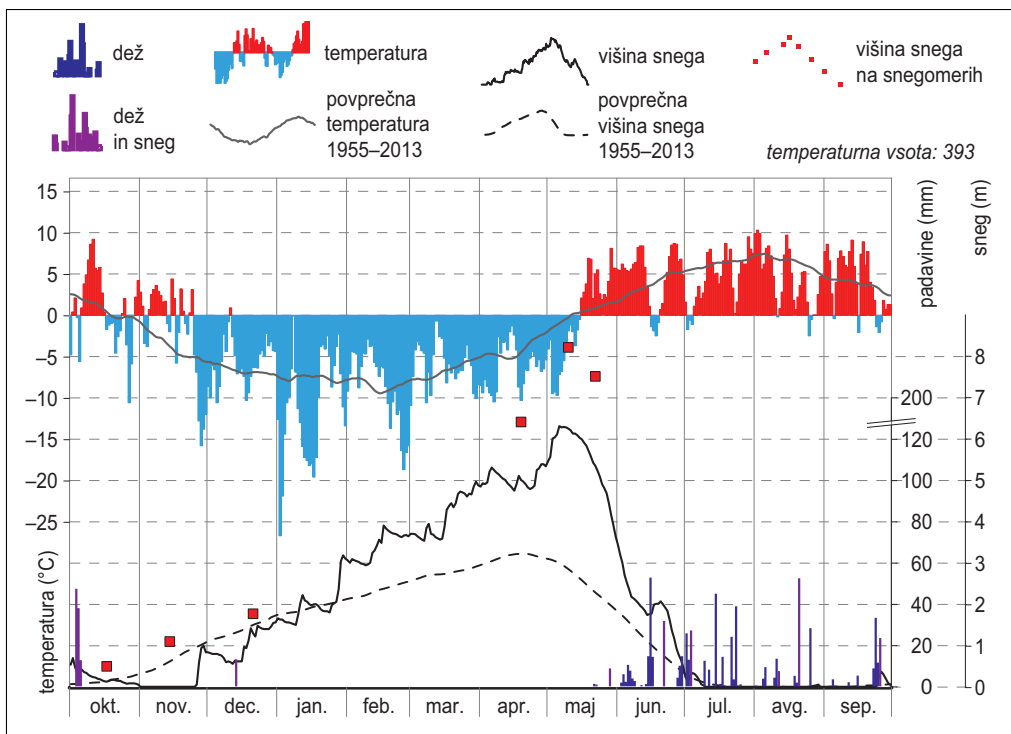 dež
temperatura
višina snega
višina snega
na snegomerih
dež
in sneg
povprečna
temperatura
1955–2013
povprečna
višina snega
1955–2013
temperaturna vsota: 393
15
10
5
0
–5
–10
–15
–20
–25
temperatura (°C)
padavine (mm)
200
120
100
80
60
40
20
0
sneg (m)
8
7
6
5
4
3
2
1
0
okt. nov. dec. jan. feb. mar. apr. maj jun. jul. avg. sep.